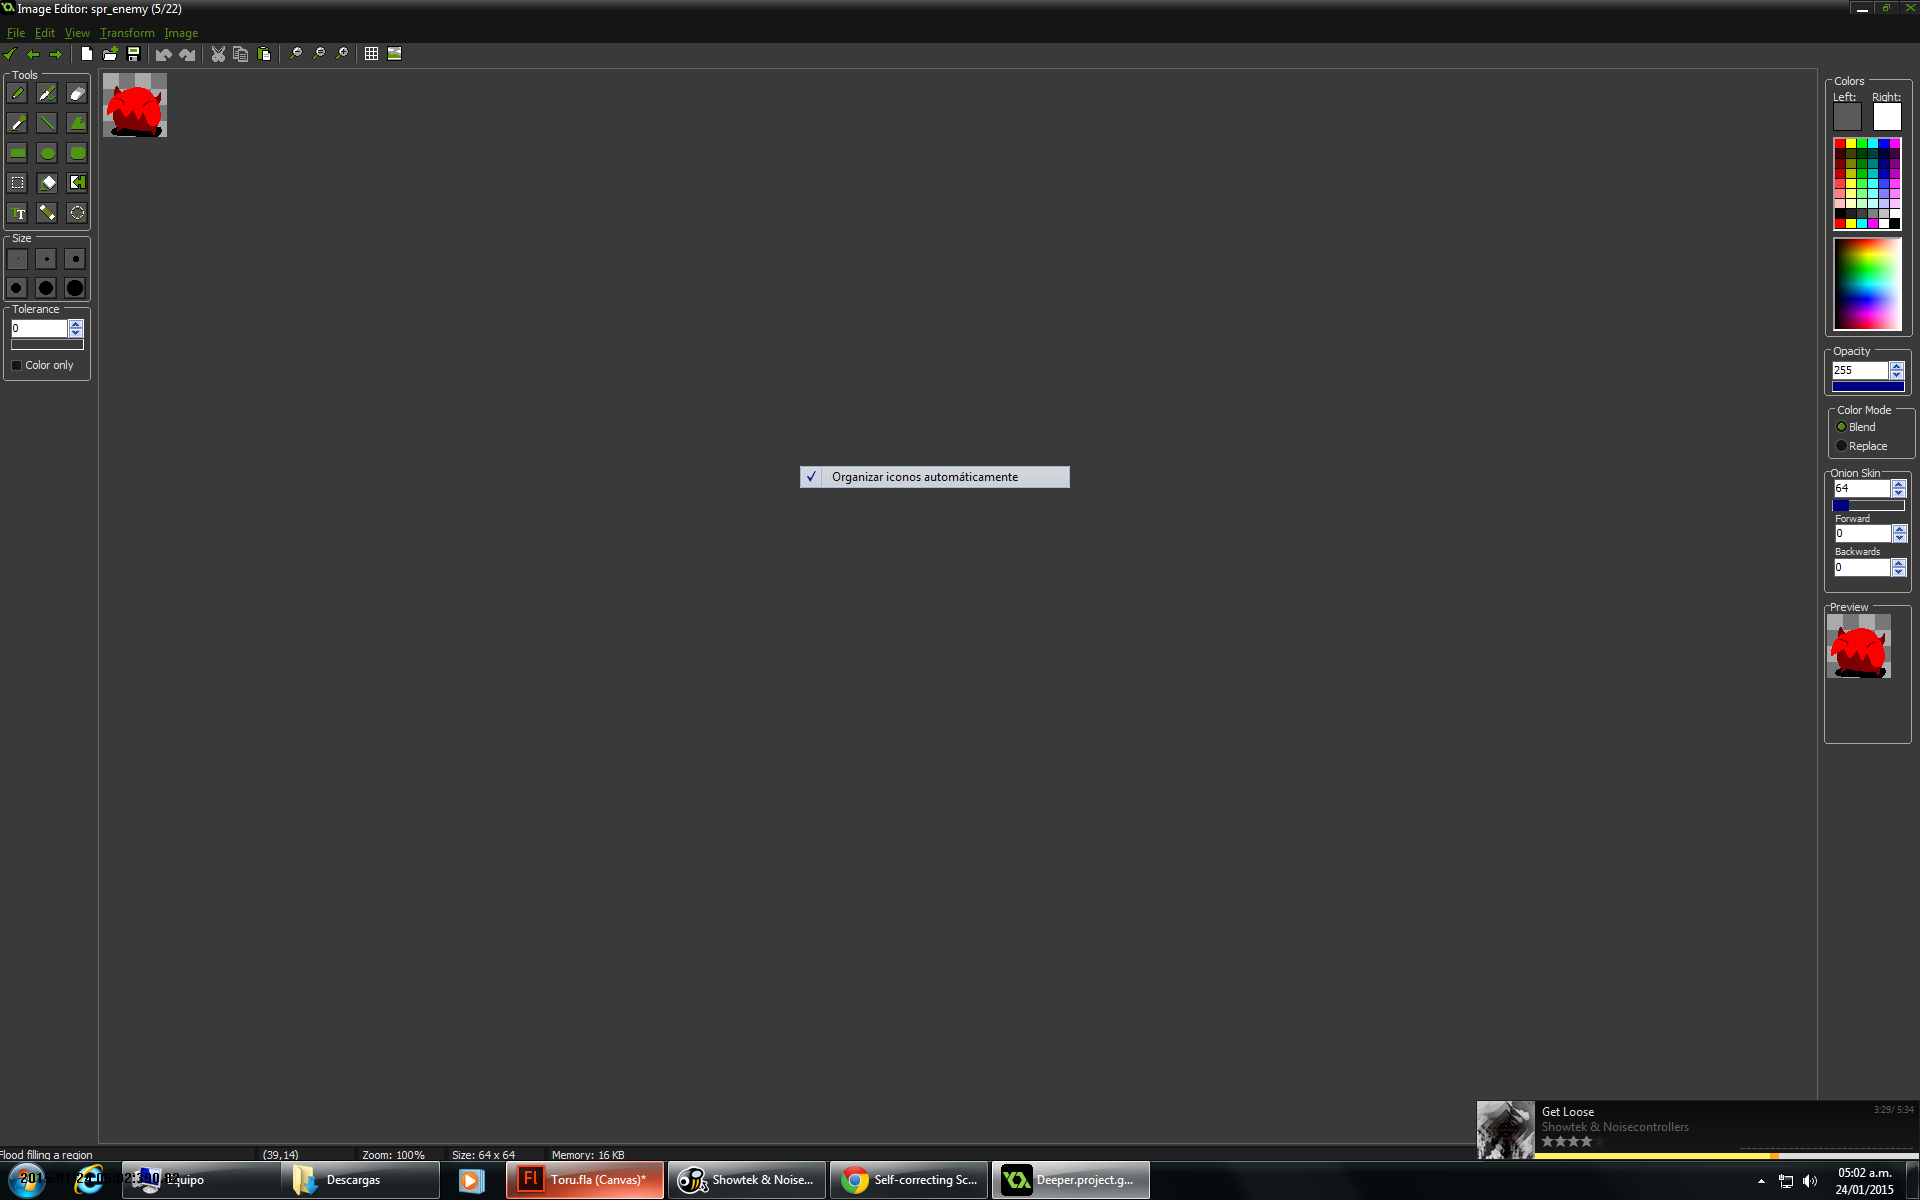 Image Editor: spr_enemy (5/22)
File Edit View Transform Image
Tools
Size
Tolerance
0
Color only
Organizar iconos automáticamente
Colors
Left: Right:
Opacity
255
Color Mode
Blend
Replace
Onion Skin
64
Forward
0
Backwards
0
Preview
Get Loose
3:29/ 5:34
Showtek & Noisecontrollers
Flood filling a region
(39,14)
Zoom: 100%
Size: 64 x 64
Memory: 16 KB
Equipo
Descargas
Toru.fla (Canvas)*
Showtek & Noise...
Self-correcting Sc...
Deeper.project.g...
05:02 a.m.
24/01/2015